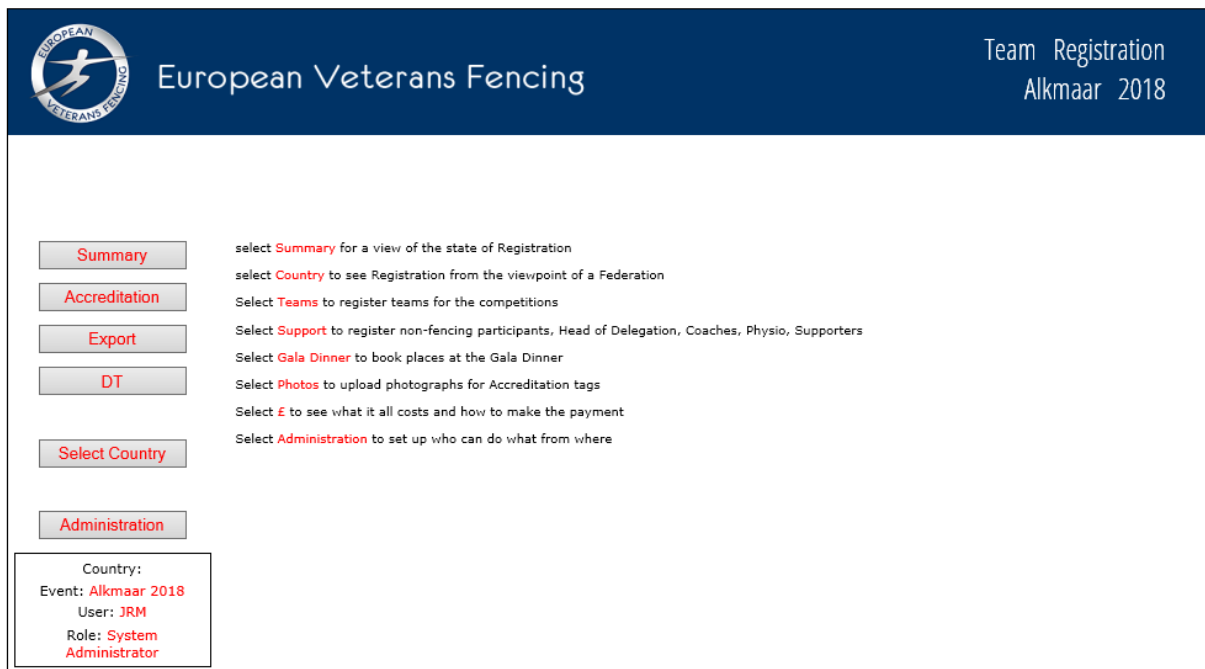 EUROPEAN
VETERANS FENCING
European Veterans Fencing
Team Registration
Alkmaar 2018
Summary
Accreditation
Export
DT
Select Country
Administration
select Summary for a view of the state of Registration
select Country to see Registration from the viewpoint of a Federation
Select Teams to register teams for the competitions
Select Support to register non-fencing participants, Head of Delegation, Coaches, Physio, Supporters
Select Gala Dinner to book places at the Gala Dinner
Select Photos to upload photographs for Accreditation tags
Select £ to see what it all costs and how to make the payment
Select Administration to set up who can do what from where
Country:
Event: Alkmaar 2018
User: JRM
Role: System
Administrator